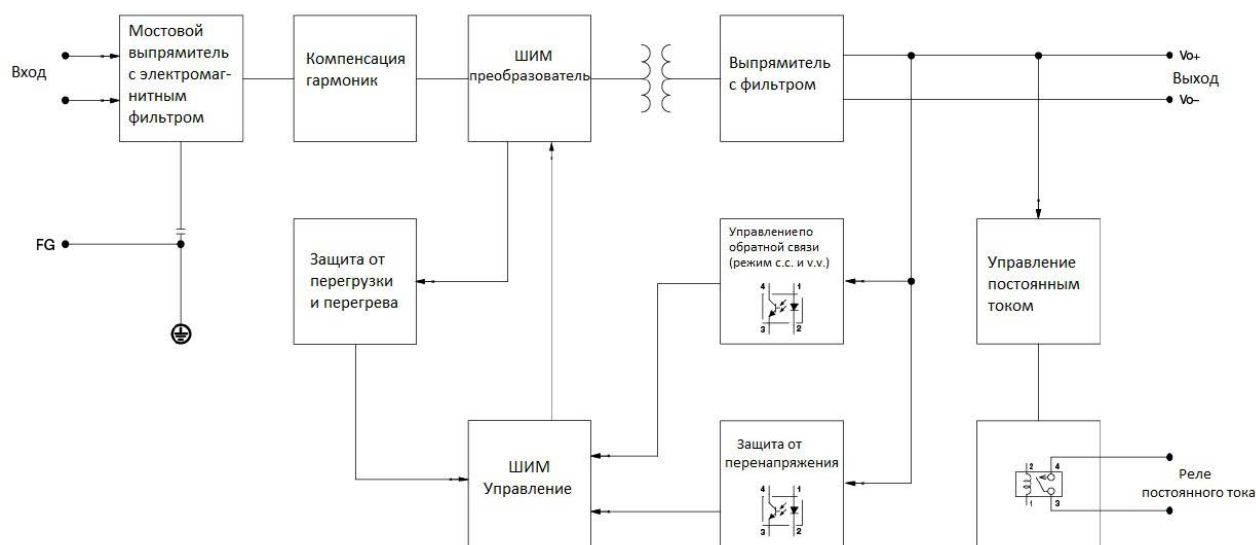 Мостовой
выпрямитель
с электромаг-
нитным
фильтром
Вход
Компенсация
гармоник
ШИМ
преобразователь
Выпрямитель
с фильтром
Vo+
Выход
Vo–
FG
Защита от
перегрузки
и перегрева
Управление по
обратной связи
(режим c.c. и v.v.)
4 1
3 2
Управление
постоянным
током
ШИМ
Управление
Защита от
перенапряжения
4 1
3 2
2 4
1 3
Реле
постоянного тока